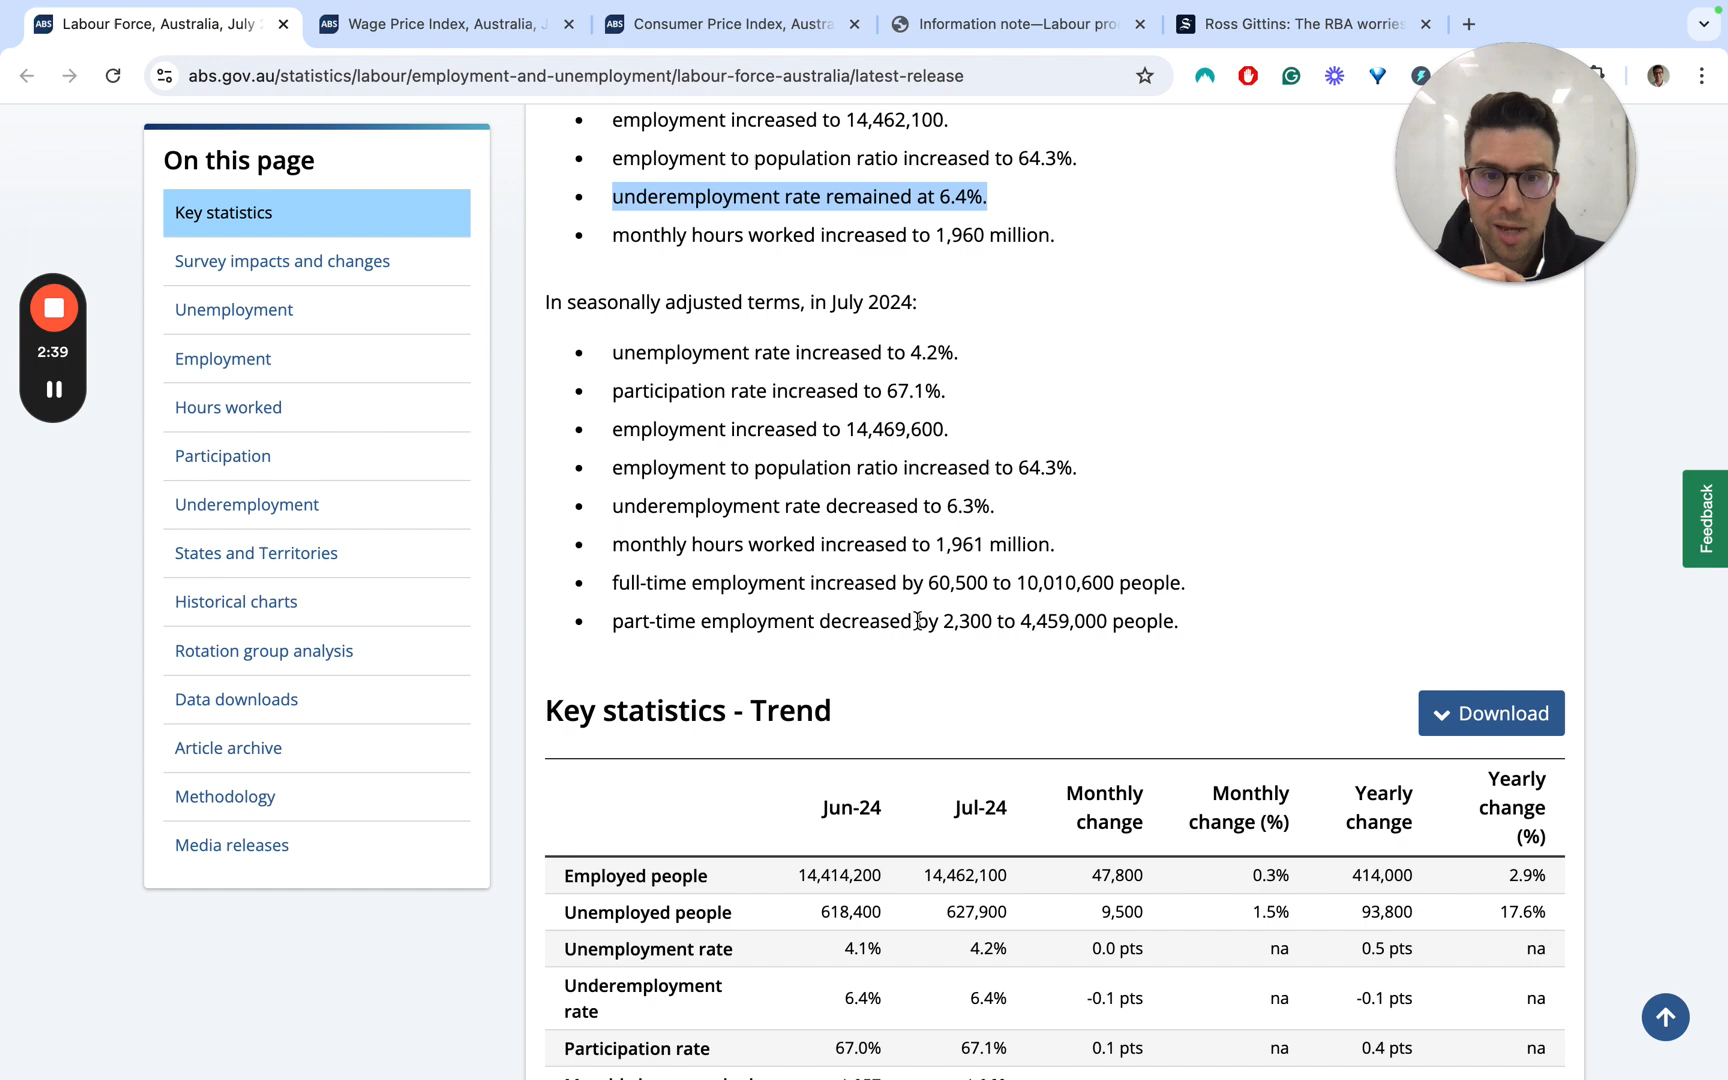 ABS Labour Force, Australia, July
ABS Wage Price Index, Australia, J
ABS Consumer Price Index, Austra
Information note—Labour pro
S Ross Gittins: The RBA worries
abs.gov.au/statistics/labour/employment-and-unemployment/labour-force-australia/latest-release
On this page
Key statistics
Survey impacts and changes
Unemployment
Employment
Hours worked
Participation
Underemployment
States and Territories
Historical charts
Rotation group analysis
Data downloads
Article archive
Methodology
Media releases
2:39
• employment increased to 14,462,100.
• employment to population ratio increased to 64.3%.
• underemployment rate remained at 6.4%.
• monthly hours worked increased to 1,960 million.
In seasonally adjusted terms, in July 2024:
• unemployment rate increased to 4.2%.
• participation rate increased to 67.1%.
• employment increased to 14,469,600.
• employment to population ratio increased to 64.3%.
• underemployment rate decreased to 6.3%.
• monthly hours worked increased to 1,961 million.
• full-time employment increased by 60,500 to 10,010,600 people.
• part-time employment decreased by 2,300 to 4,459,000 people.
Feedback
Key statistics - Trend
Download
Jun-24 Jul-24 Monthly change Monthly change (%) Yearly change Yearly change (%)
Employed people 14,414,200 14,462,100 47,800 0.3% 414,000 2.9%
Unemployed people 618,400 627,900 9,500 1.5% 93,800 17.6%
Unemployment rate 4.1% 4.2% 0.0 pts na 0.5 pts na
Underemployment rate 6.4% 6.4% -0.1 pts na -0.1 pts na
Participation rate 67.0% 67.1% 0.1 pts na 0.4 pts na